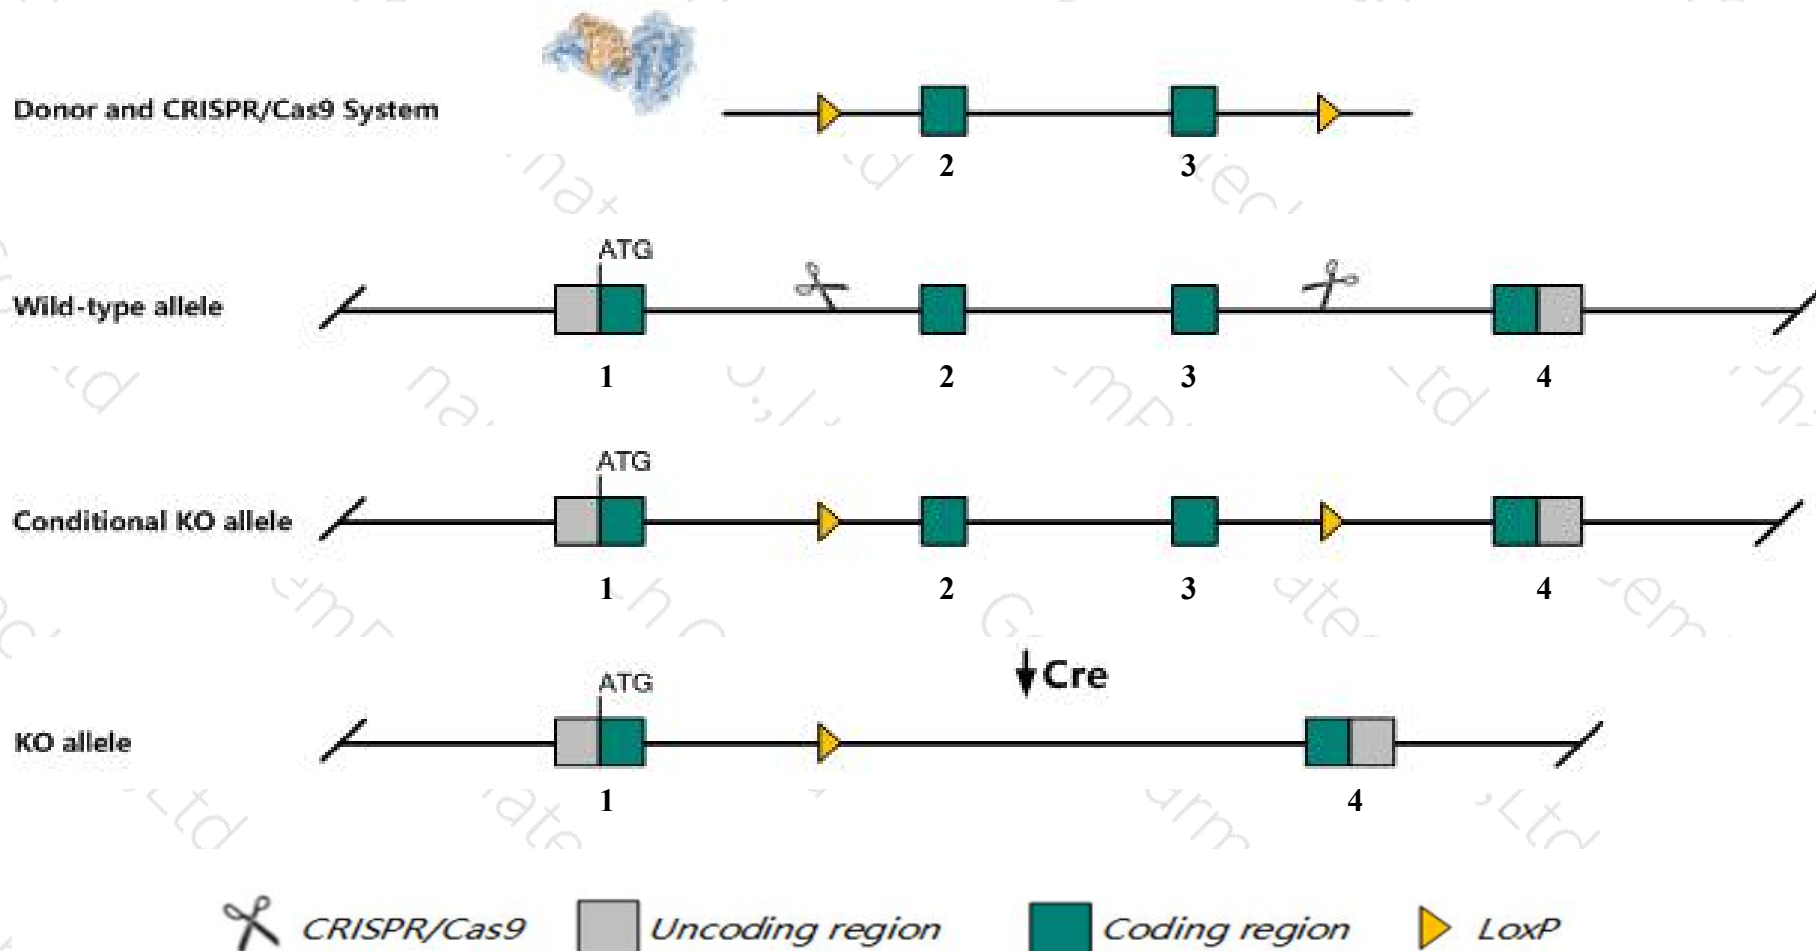 Donor and CRISPR/Cas9 System
2 3
ATG
Wild-type allele
1 2 3 4
ATG
Conditional KO allele
1 2 3 4
Cre
ATG
KO allele
1 4
CRISPR/Cas9 Uncoding region Coding region LoxP